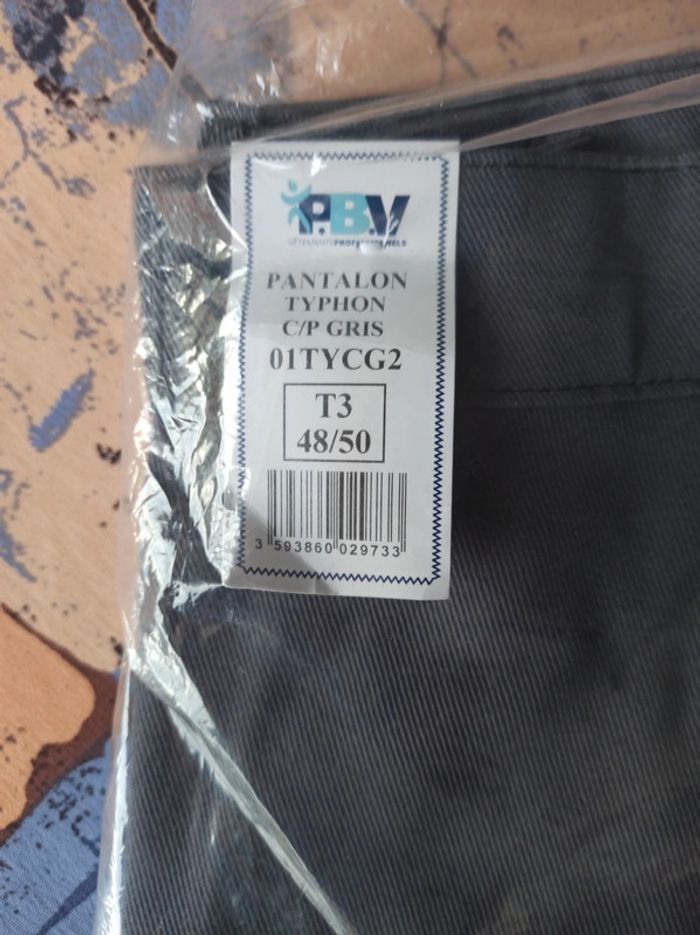 P.B.V
VÊTEMENTS PROFESSIONNELS
PANTALON
TYPHON
C/P GRIS
01TYCG2
T3
48/50
3 593860 029733